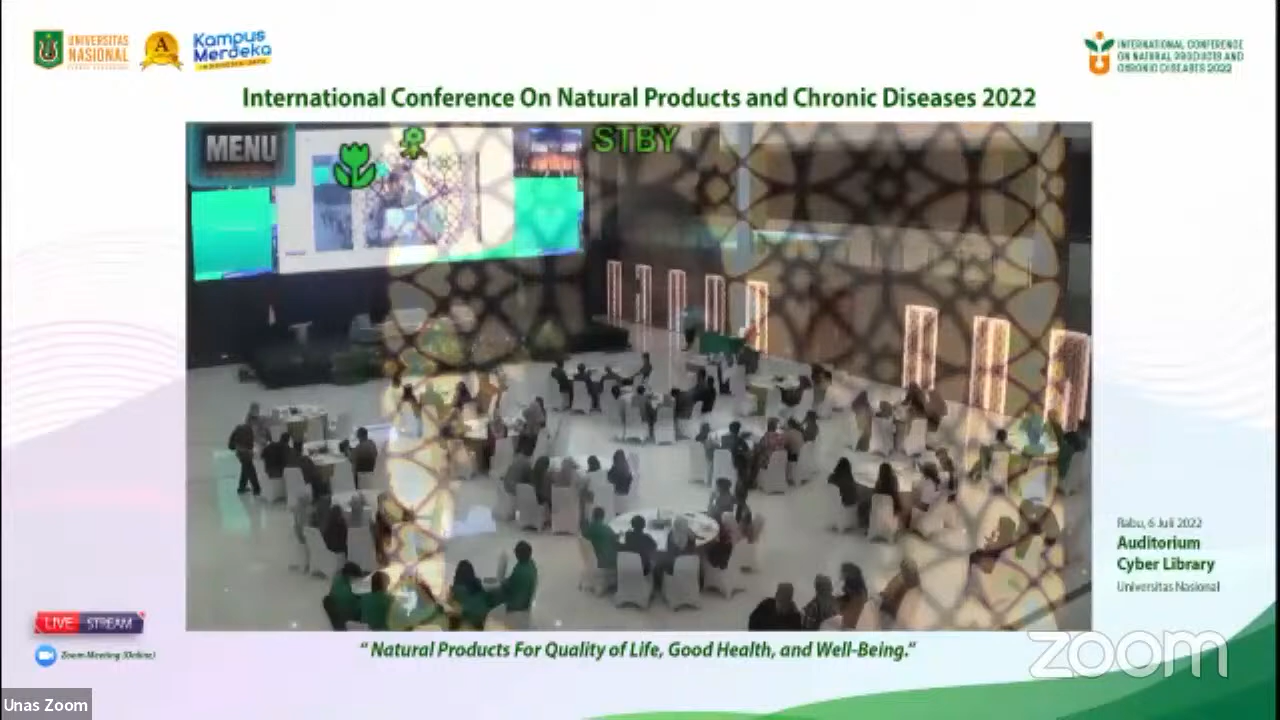 UNIVERSITAS
NASIONAL
A
Kampus
Merdeka
INTERNATIONAL CONFERENCE
ON NATURAL PRODUCTS AND
CHRONIC DISEASES 2022
International Conference On Natural Products and Chronic Diseases 2022
MENU
STBY
Rabu, 6 Juli 2022
Auditorium
Cyber Library
Universitas Nasional
LIVE STREAM
Zoom Meeting (Online)
“ Natural Products For Quality of Life, Good Health, and Well-Being.”
zoom
Unas Zoom